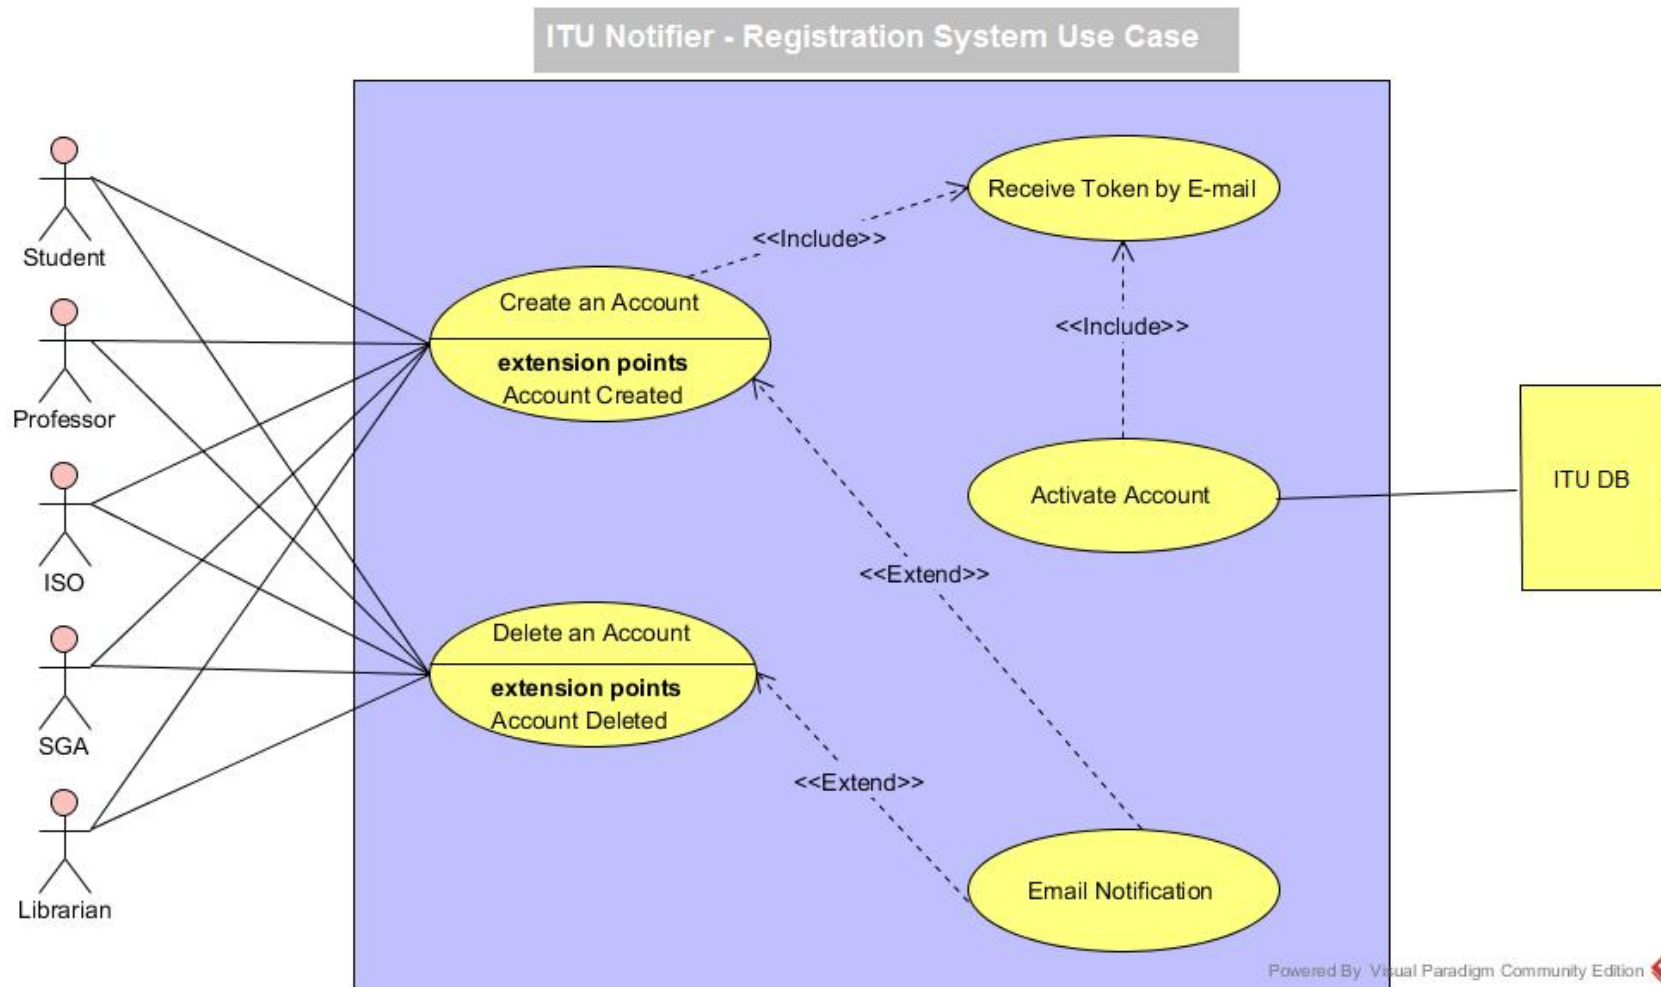 ITU Notifier - Registration System Use Case
Student
Professor
ISO
SGA
Librarian
Create an Account
extension points
Account Created
Delete an Account
extension points
Account Deleted
<<Include>>
Receive Token by E-mail
<<Include>>
Activate Account
<<Extend>>
<<Extend>>
Email Notification
ITU DB
Powered By Visual Paradigm Community Edition